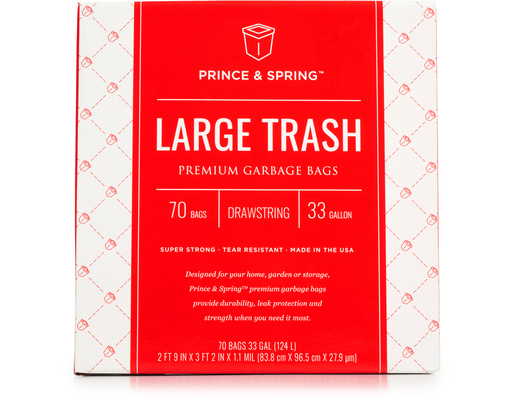 PRINCE & SPRING™
LARGE TRASH
PREMIUM GARBAGE BAGS
70 BAGS DRAWSTRING 33 GALLON
SUPER STRONG · TEAR RESISTANT · MADE IN THE USA
Designed for your home, garden or storage,
Prince & Spring™ premium garbage bags
provide durability, leak protection and
strength when you need it most.
70 BAGS 33 GAL (124 L)
2 FT 9 IN X 3 FT 2 IN X 1.1 MIL (83.8 cm X 96.5 cm X 27.9 µm)